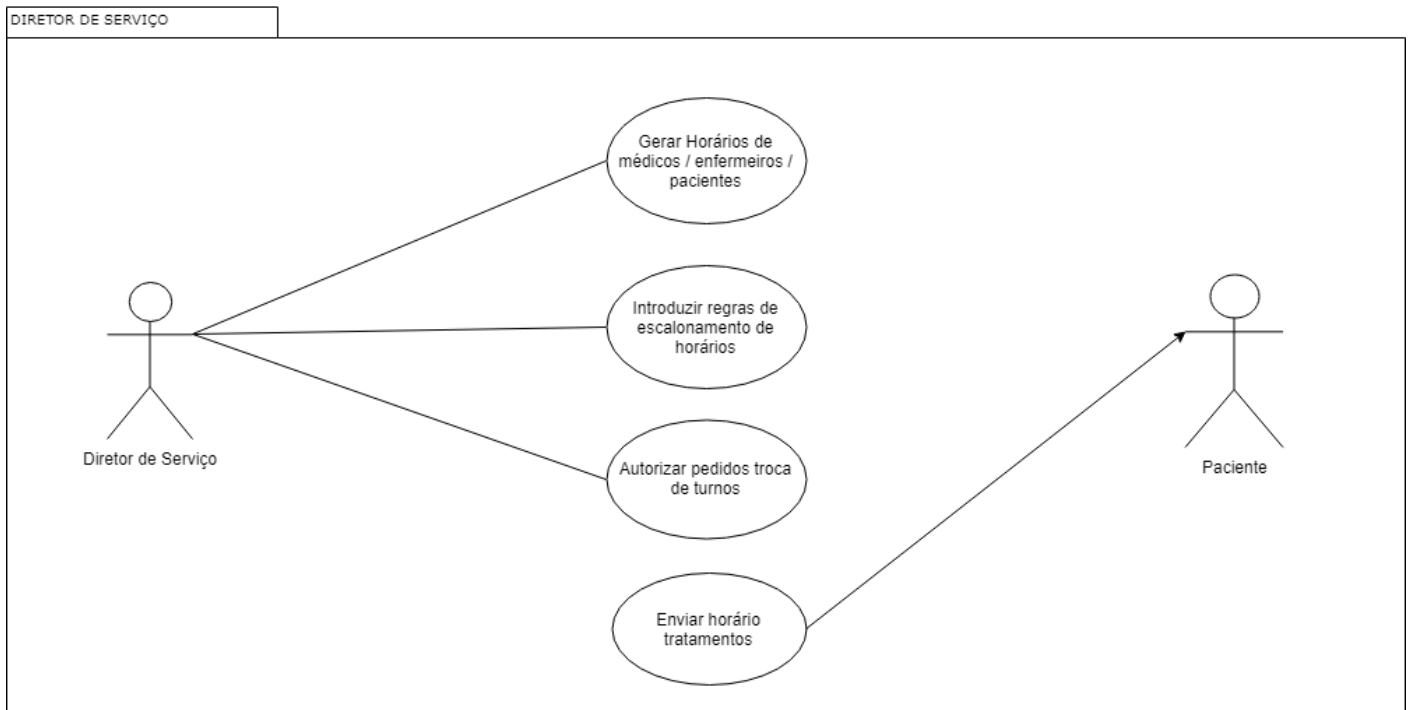 DIRETOR DE SERVIÇO
Gerar Horários de
médicos / enfermeiros /
pacientes
Introduzir regras de
escalonamento de
horários
Diretor de Serviço
Paciente
Autorizar pedidos troca
de turnos
Enviar horário
tratamentos